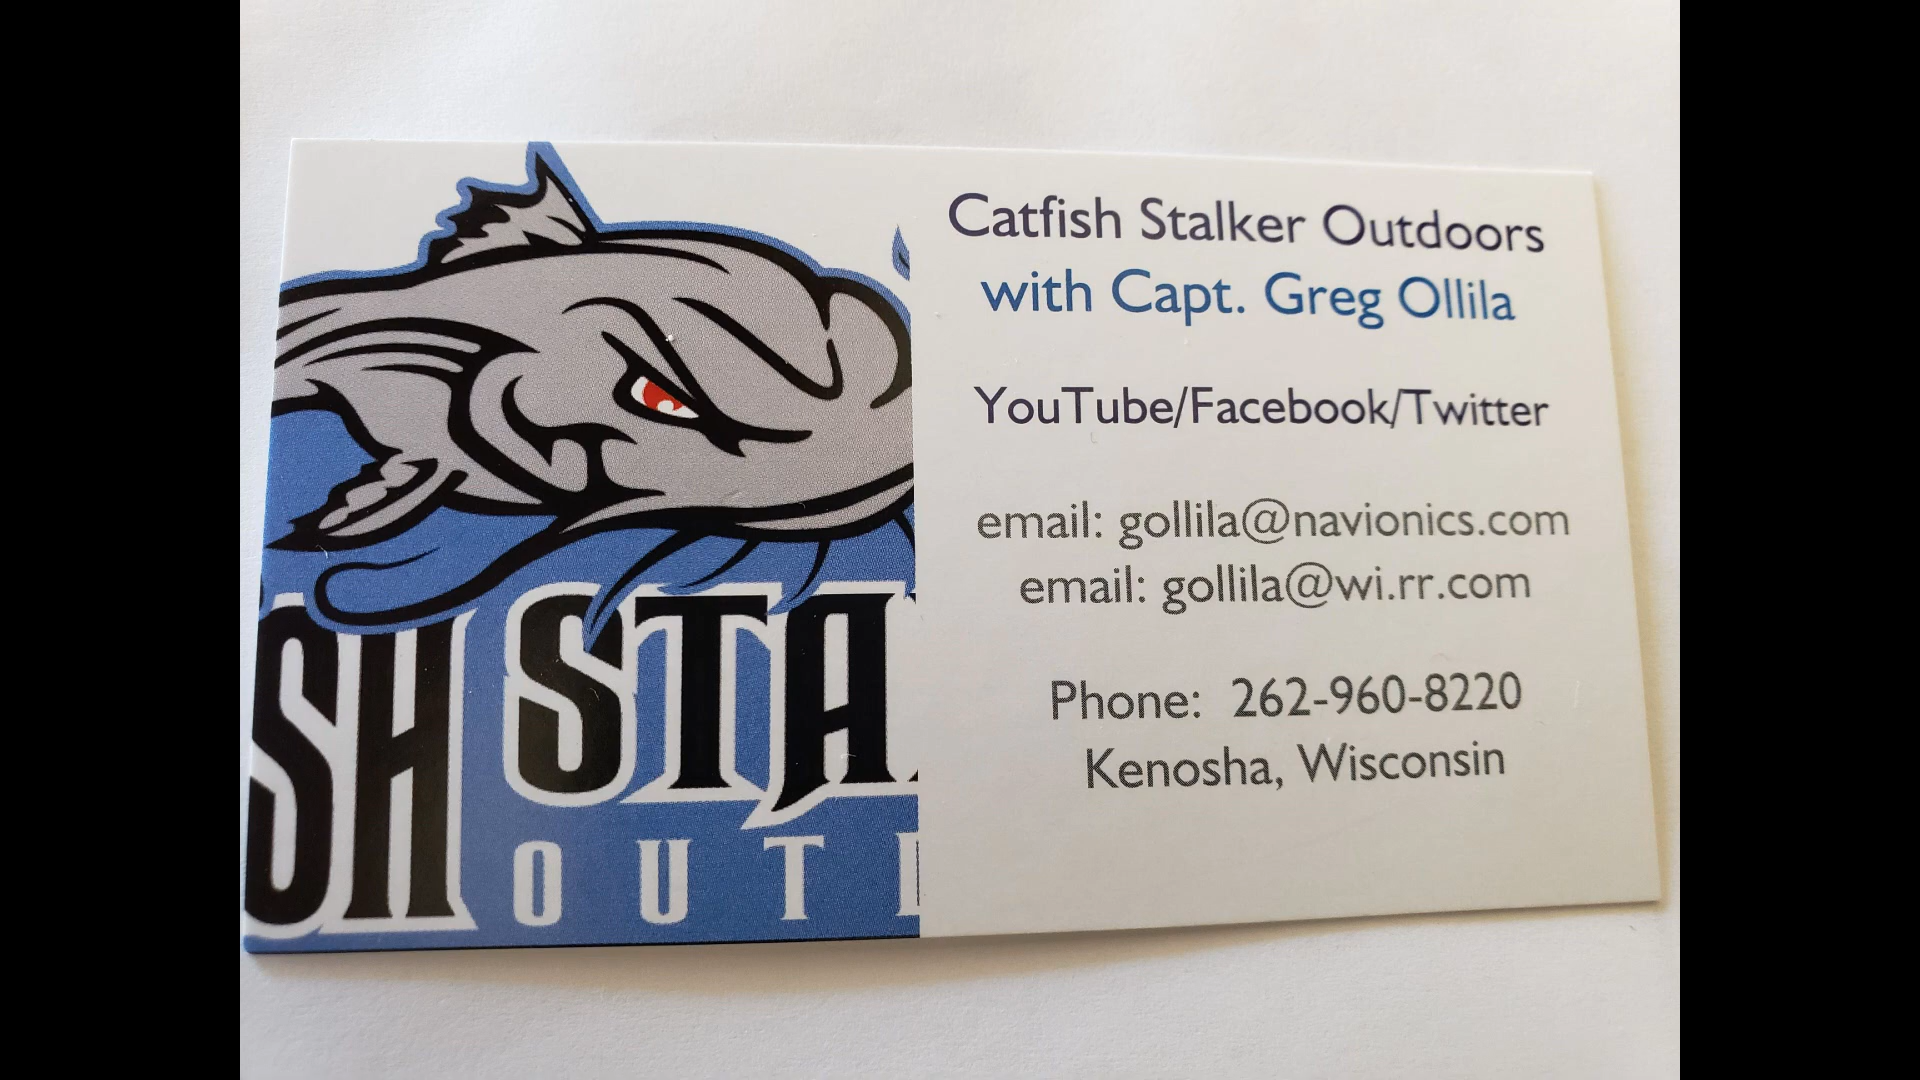 Catfish Stalker Outdoors
with Capt. Greg Ollila
YouTube/Facebook/Twitter
email: gollila@navionics.com
email: gollila@wi.rr.com
Phone: 262-960-8220
Kenosha, Wisconsin
SH STA
OUT